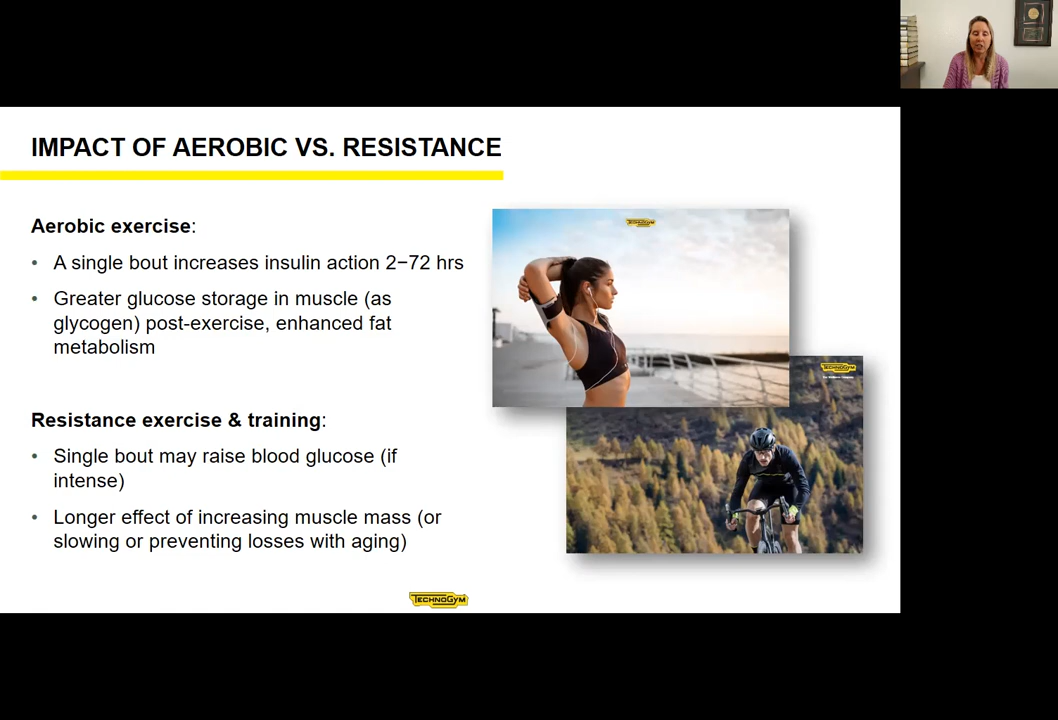 IMPACT OF AEROBIC VS. RESISTANCE
Aerobic exercise:
• A single bout increases insulin action 2−72 hrs
• Greater glucose storage in muscle (as
glycogen) post-exercise, enhanced fat
metabolism
Resistance exercise & training:
• Single bout may raise blood glucose (if
intense)
• Longer effect of increasing muscle mass (or
slowing or preventing losses with aging)
TECHNOGYM
TECHNOGYM
TECHNOGYM